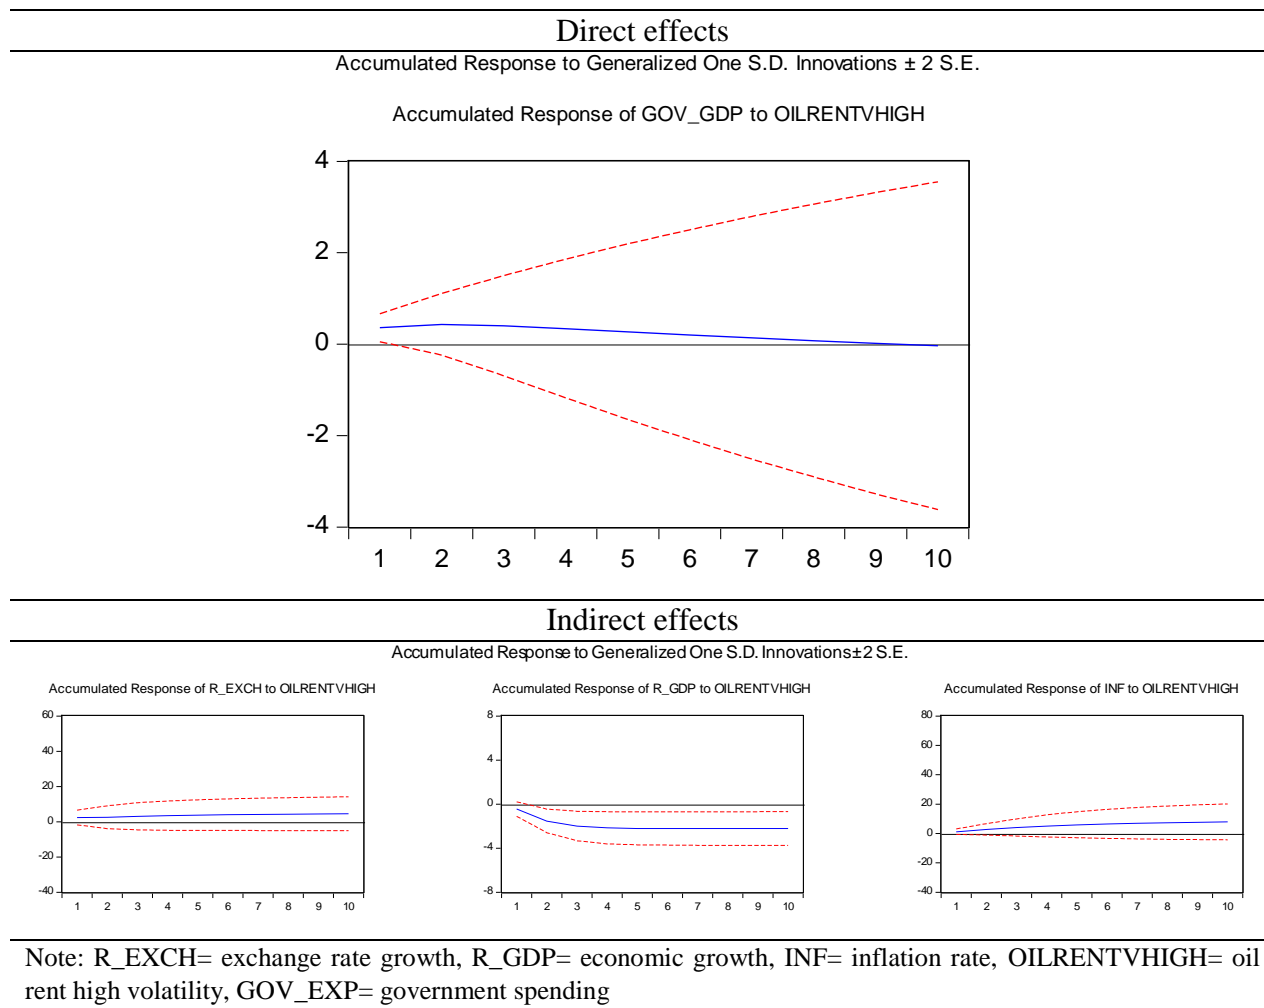 Direct effects
Accumulated Response to Generalized One S.D. Innovations ± 2 S.E.
Accumulated Response of GOV_GDP to OILRENTVHIGH
4
2
0
-2
-4
1 2 3 4 5 6 7 8 9 10
Indirect effects
Accumulated Response to Generalized One S.D. Innovations ± 2 S.E.
Accumulated Response of R_EXCH to OILRENTVHIGH
60
40
20
0
-20
-40
1 2 3 4 5 6 7 8 9 10
Accumulated Response of R_GDP to OILRENTVHIGH
8
4
0
-4
-8
1 2 3 4 5 6 7 8 9 10
Accumulated Response of INF to OILRENTVHIGH
80
60
40
20
0
-20
-40
1 2 3 4 5 6 7 8 9 10
Note: R_EXCH= exchange rate growth, R_GDP= economic growth, INF= inflation rate, OILRENTVHIGH= oil
rent high volatility, GOV_EXP= government spending